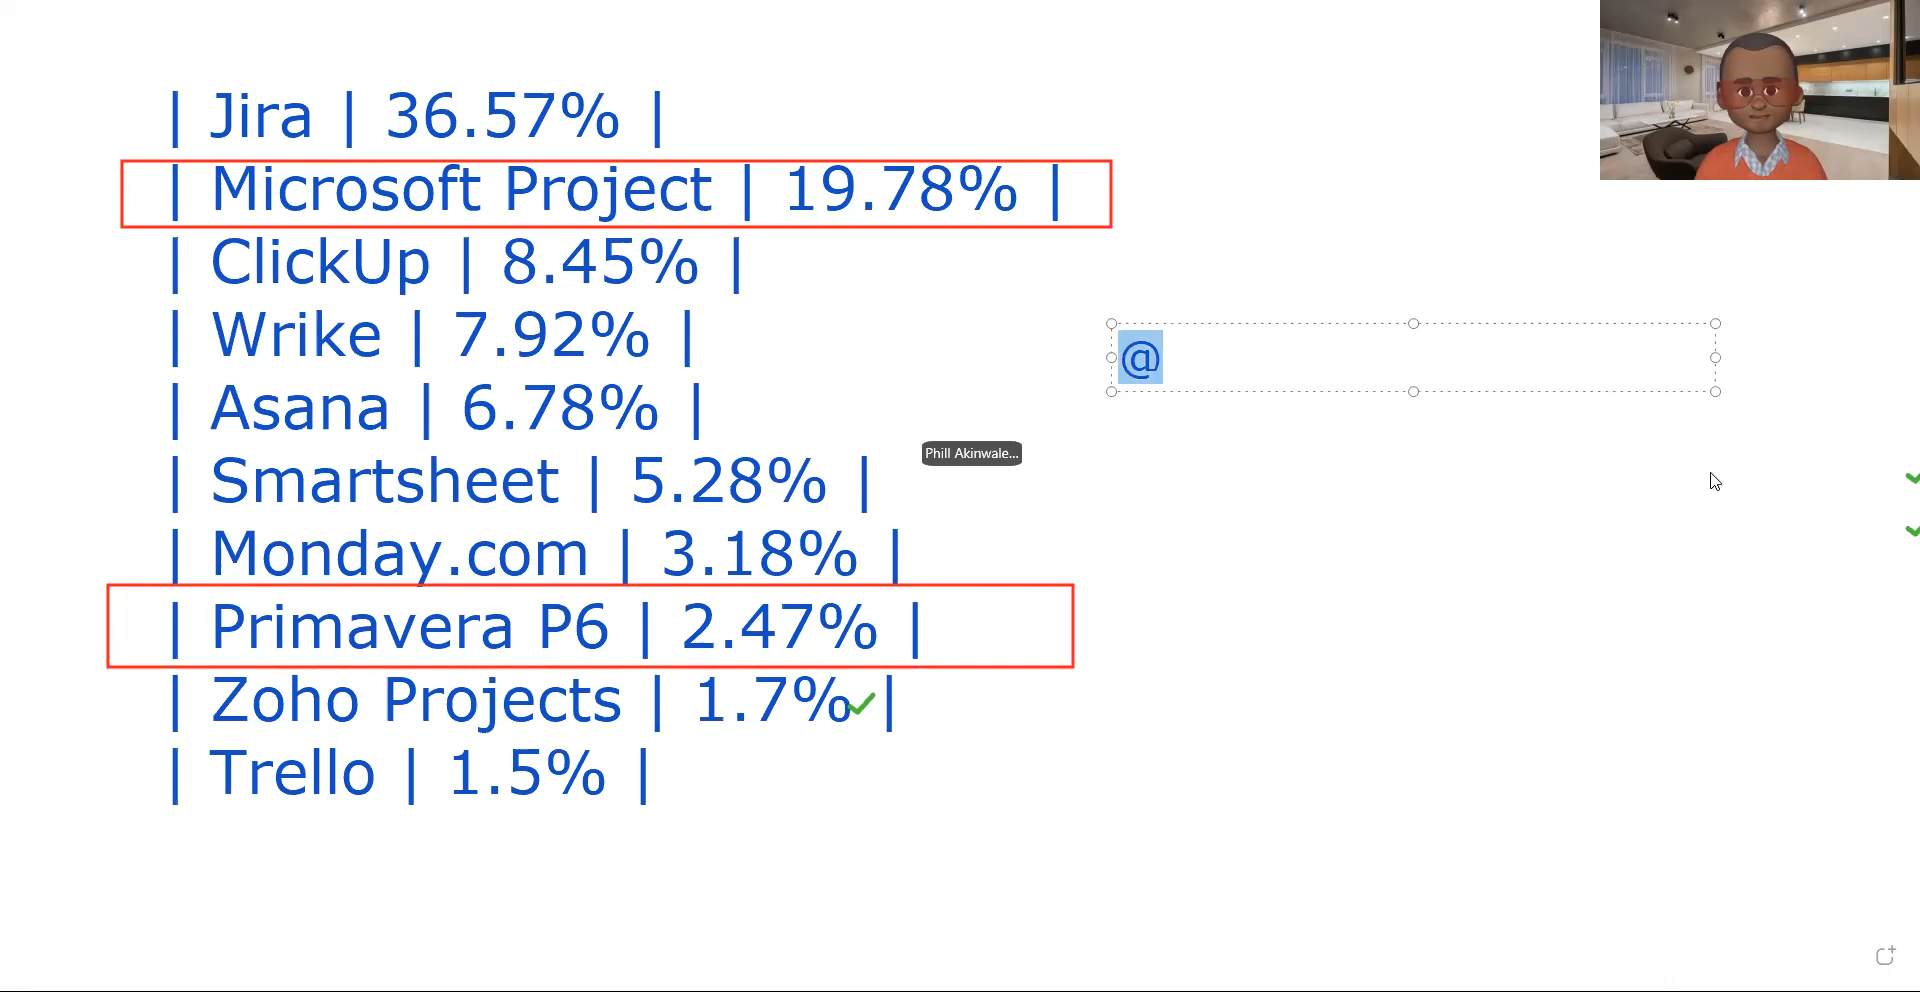 | Jira | 36.57% |
| Microsoft Project | 19.78% |
| ClickUp | 8.45% |
| Wrike | 7.92% |
| Asana | 6.78% |
| Smartsheet | 5.28% |
| Monday.com | 3.18% |
| Primavera P6 | 2.47% |
| Zoho Projects | 1.7% |
| Trello | 1.5% |
@
Phill Akinwale...